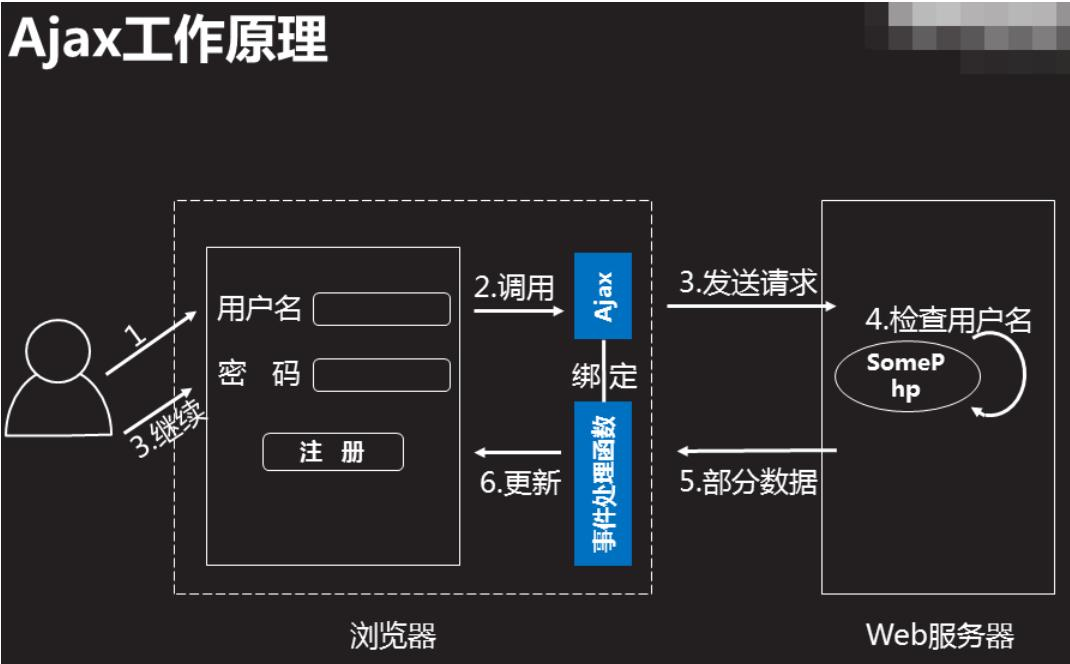 Ajax工作原理
1
3.继续
用户名
密 码
注 册
2.调用
Ajax
绑定
事件处理函数
6.更新
3.发送请求
4.检查用户名
SomeP
hp
5.部分数据
浏览器
Web服务器